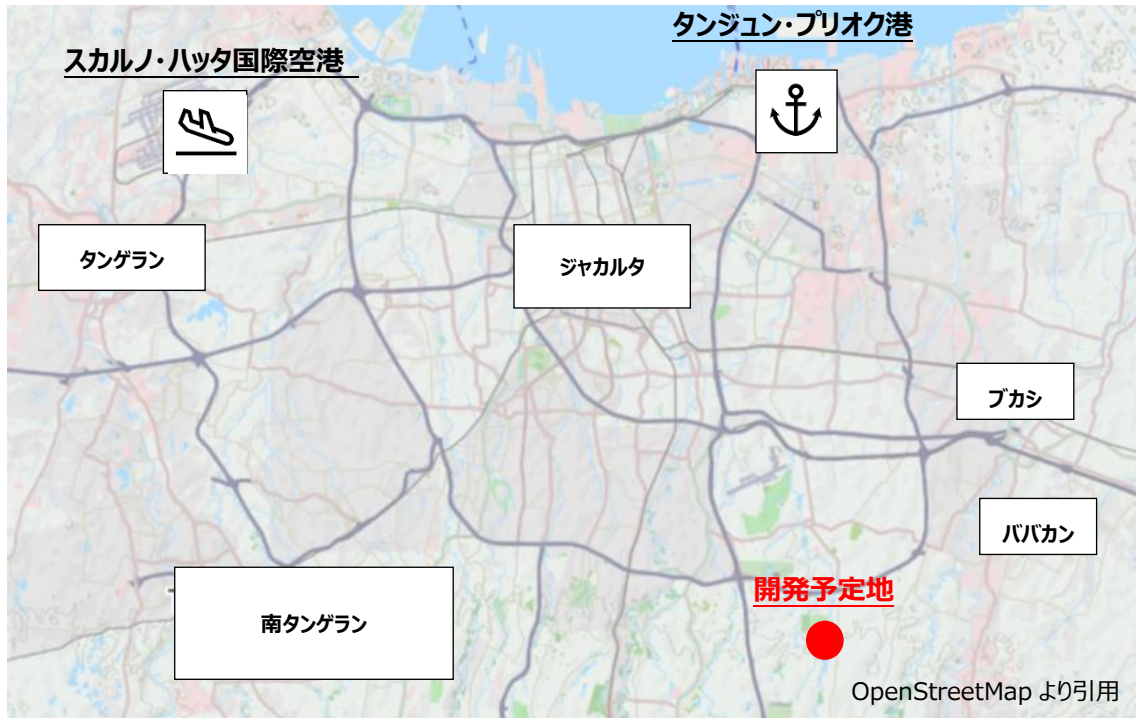 タンジュン・プリオク港
スカルノ・ハッタ国際空港
タンゲラン
ジャカルタ
ブカシ
ババカン
開発予定地
南タンゲラン
OpenStreetMap より引用